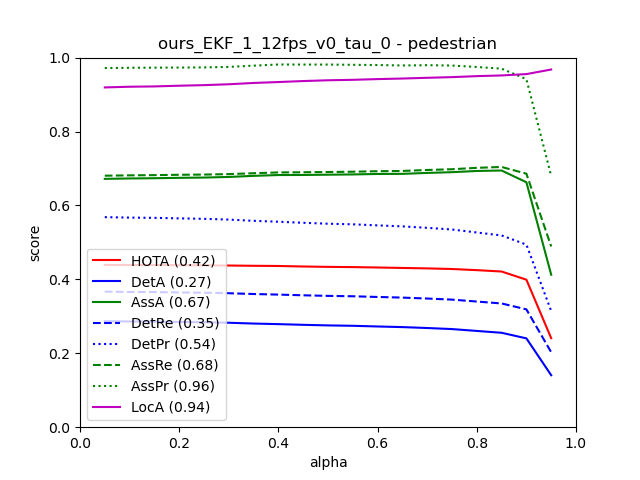 ours_EKF_1_12fps_v0_tau_0 - pedestrian
1.0
0.8
0.6
0.4
0.2
0.0
score
HOTA (0.42)
DetA (0.27)
AssA (0.67)
DetRe (0.35)
DetPr (0.54)
AssRe (0.68)
AssPr (0.96)
LocA (0.94)
0.0 0.2 0.4 0.6 0.8 1.0
alpha